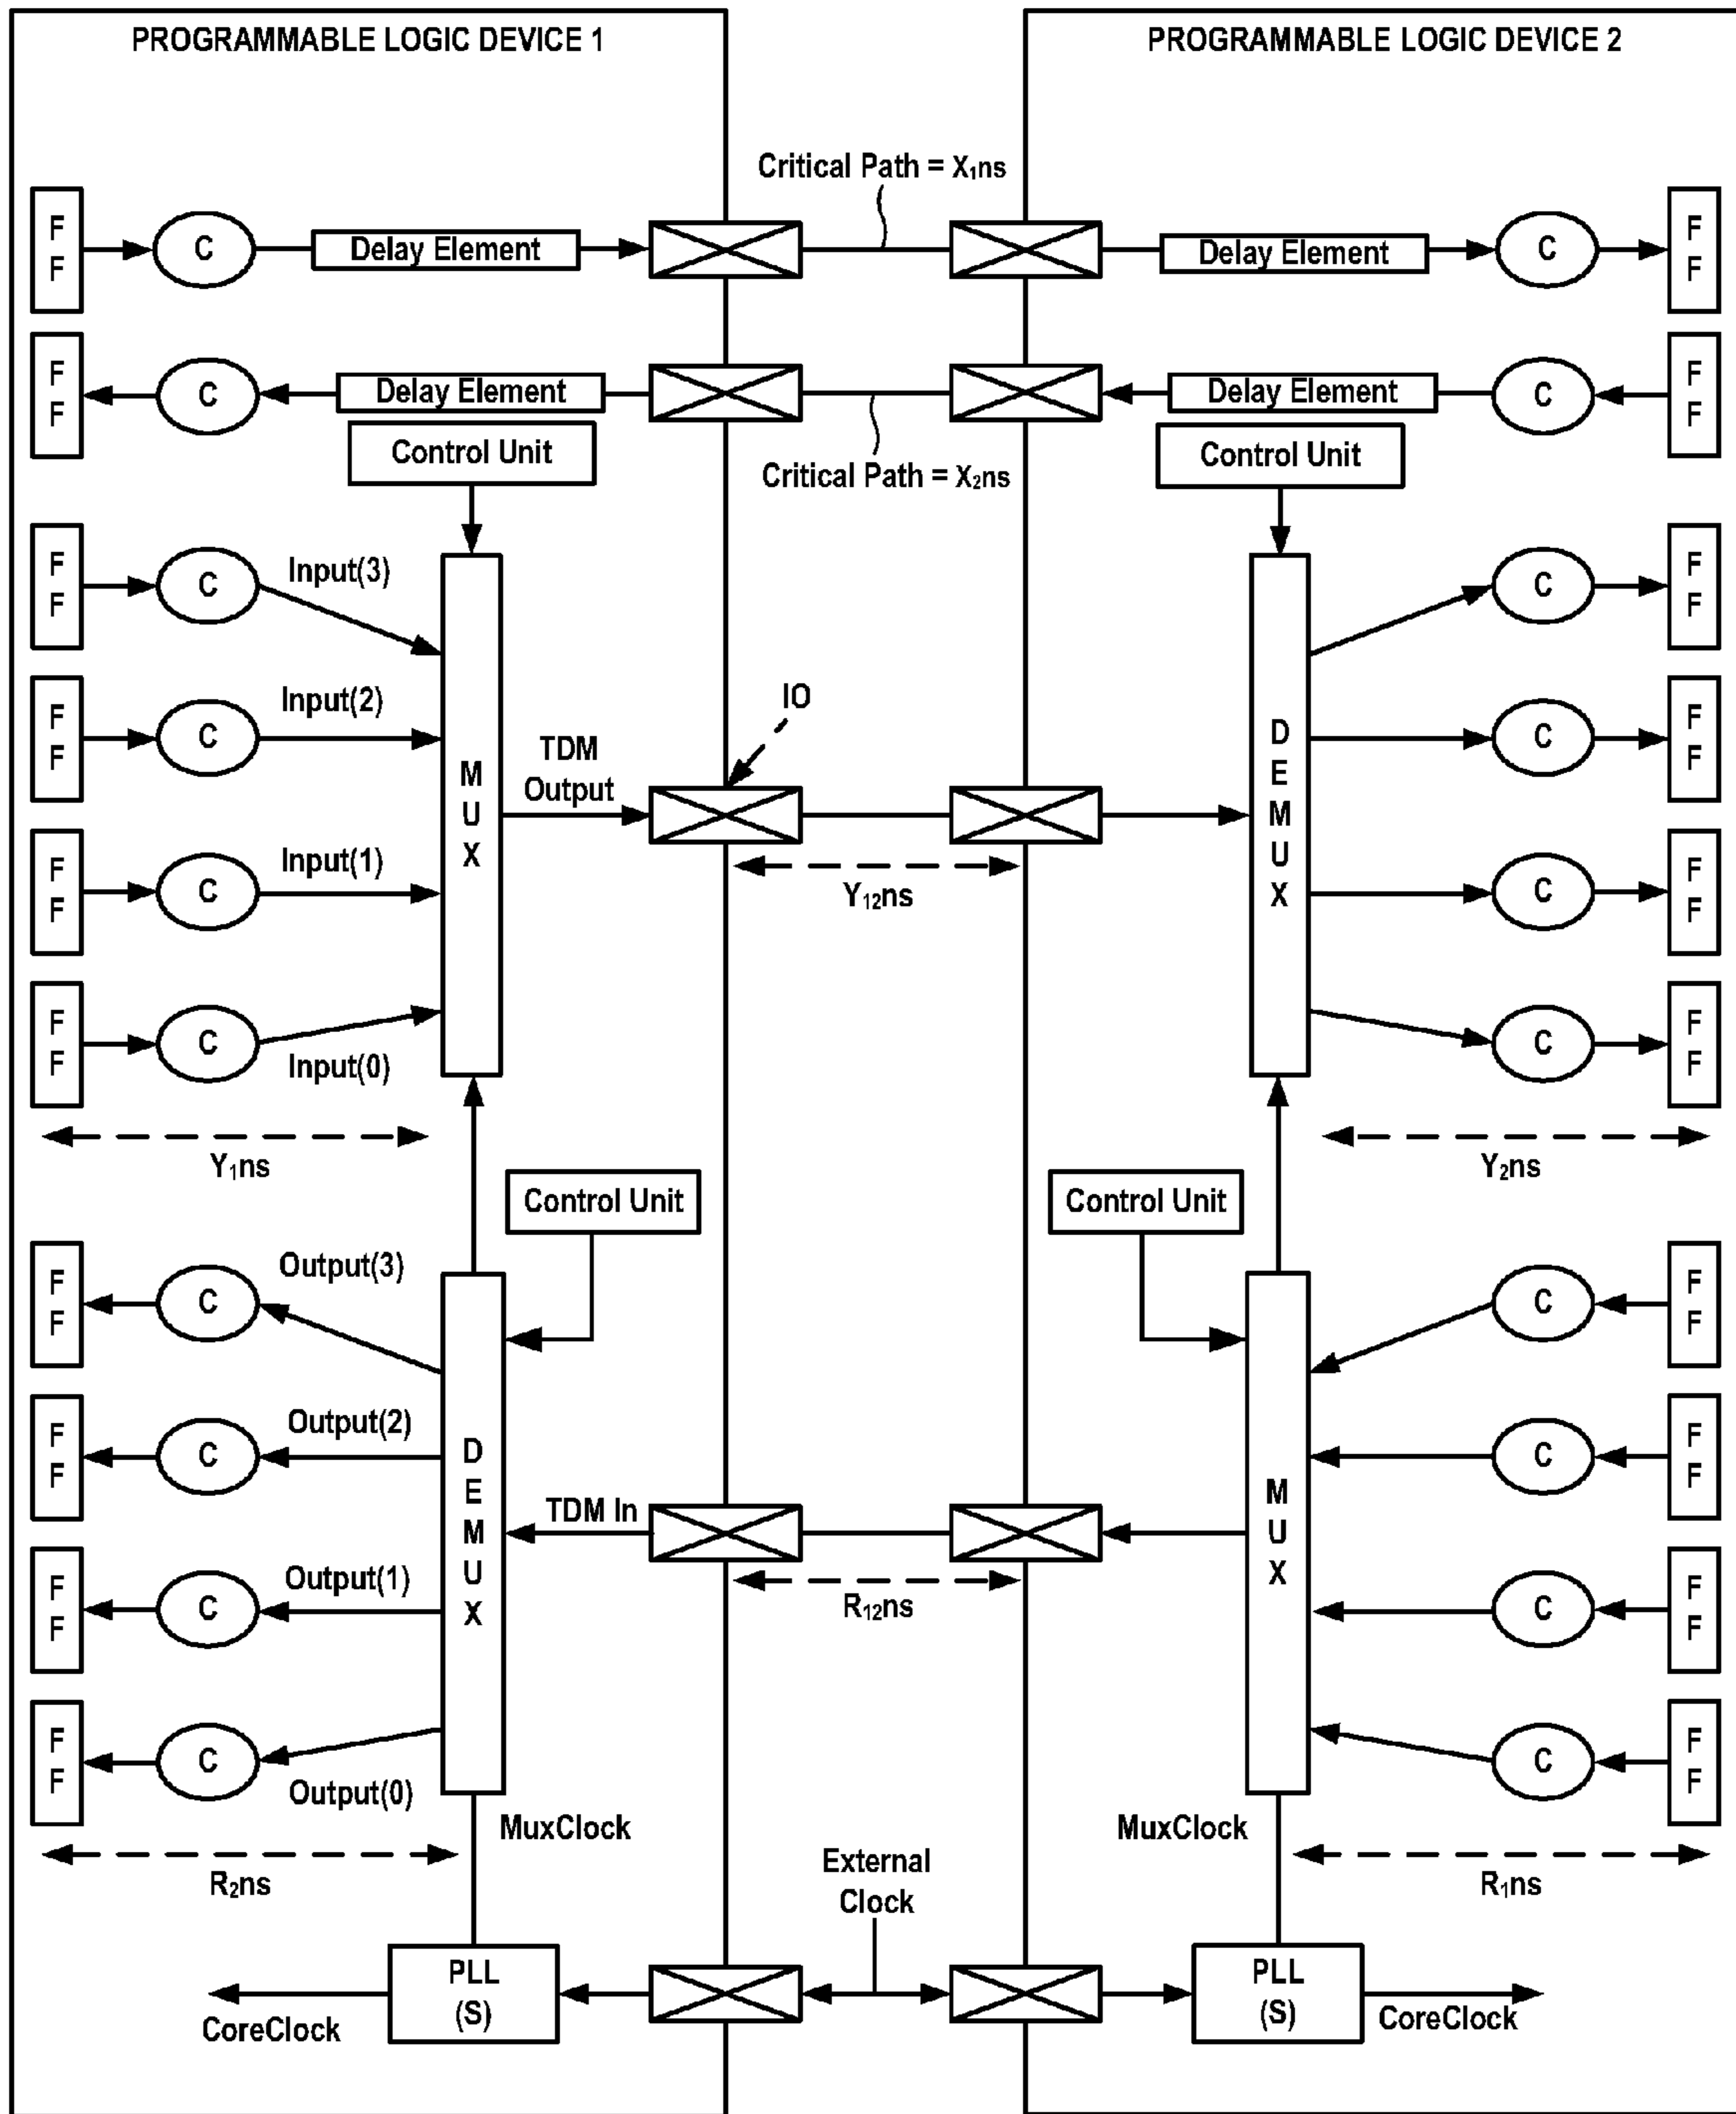 PROGRAMMABLE LOGIC DEVICE 1
PROGRAMMABLE LOGIC DEVICE 2
Critical Path = X₁ns
F
F
C
Delay Element
Delay Element
C
F
F
F
F
C
Delay Element
Delay Element
C
F
F
Critical Path = X₂ns
Control Unit
Control Unit
F
F
C
Input(3)
C
F
F
F
F
C
Input(2)
IO
C
F
F
M
U
X
TDM
Output
D
E
M
U
X
F
F
C
Input(1)
Y₁₂ns
C
F
F
F
F
C
Input(0)
C
F
F
Y₁ns
Y₂ns
Control Unit
Control Unit
F
F
C
Output(3)
C
F
F
F
F
C
Output(2)
C
F
F
D
E
M
U
X
TDM In
M
U
X
F
F
C
Output(1)
R₁₂ns
C
F
F
F
F
C
Output(0)
C
F
F
MuxClock
MuxClock
R₂ns
External
Clock
R₁ns
PLL
(S)
PLL
(S)
CoreClock
CoreClock